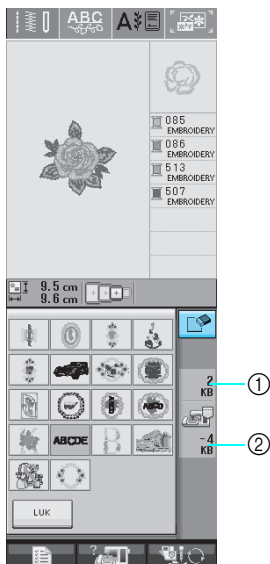 ABC A
085
EMBROIDERY
086
EMBROIDERY
513
EMBROIDERY
507
EMBROIDERY
9.5 cm
9.6 cm
2
KB
①
-4
KB
②
ABCD
ABCDE
B
LUK
?